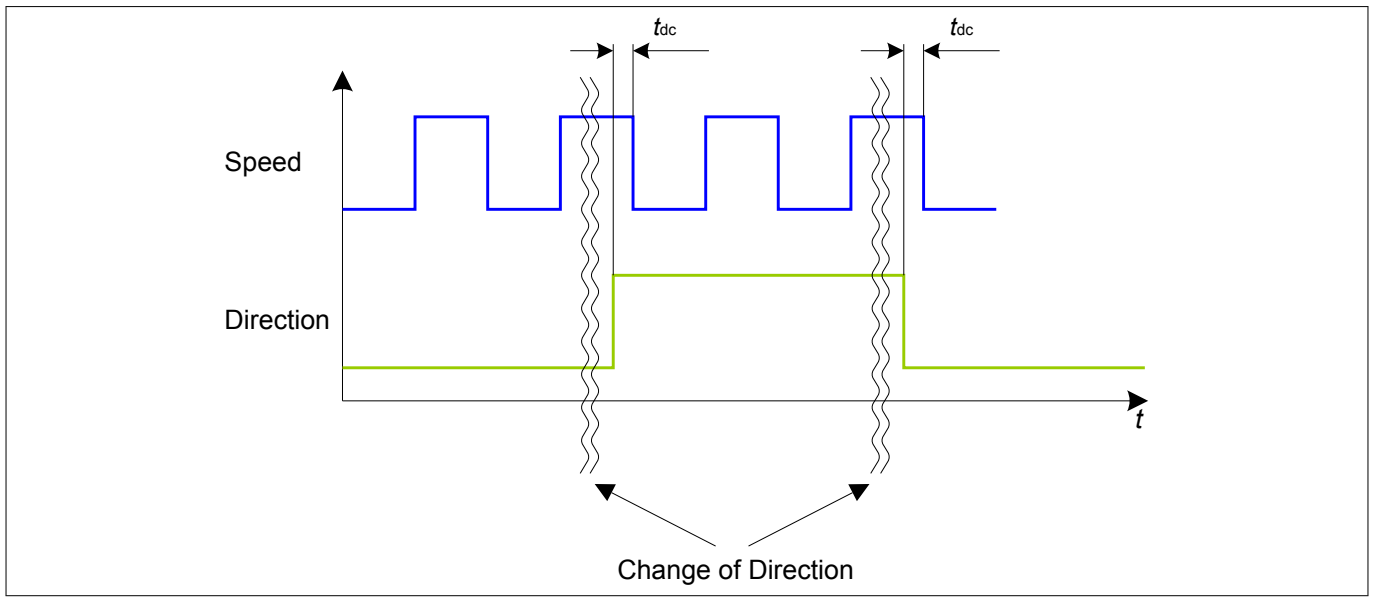 tdc
tdc
Speed
Direction
t
Change of Direction